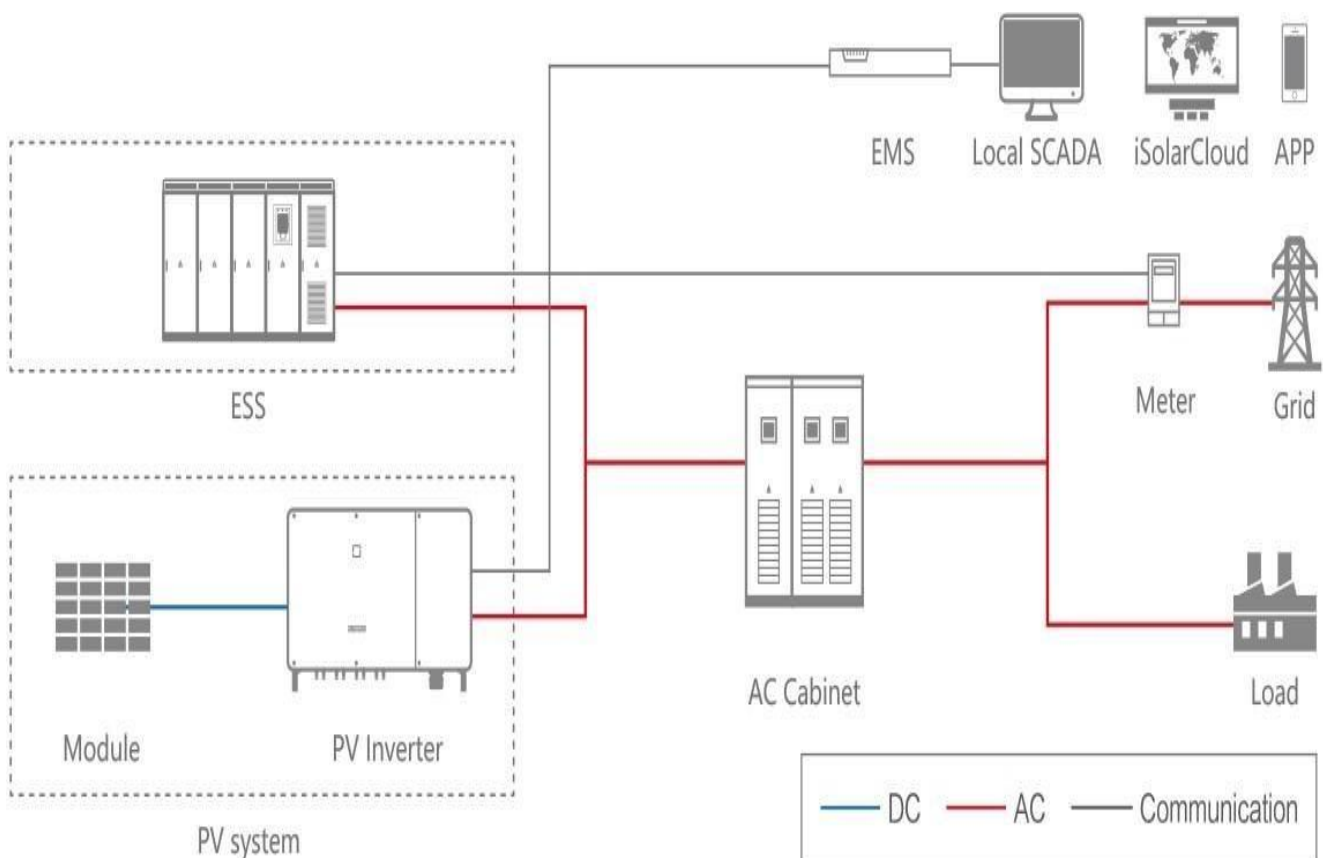 EMS
Local SCADA
iSolarCloud
APP
ESS
Meter
Grid
Module
PV Inverter
AC Cabinet
Load
PV system
DC
AC
Communication